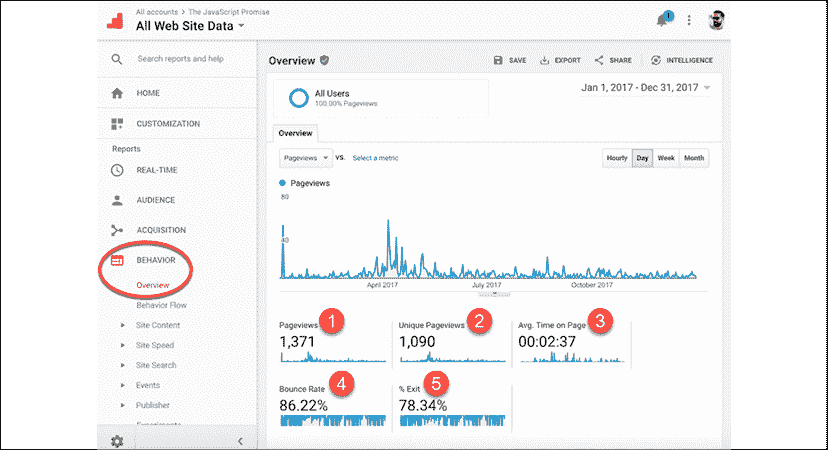 All accounts > The JavaScript Promise
All Web Site Data
1
Search reports and help
HOME
CUSTOMIZATION
Reports
REAL-TIME
AUDIENCE
ACQUISITION
BEHAVIOR
Overview
Behavior Flow
Site Content
Site Speed
Site Search
Events
Publisher
Experiments
Overview
SAVE
EXPORT
SHARE
INTELLIGENCE
All Users
100.00% Pageviews
Jan 1, 2017 - Dec 31, 2017
Overview
Pageviews
VS.
Select a metric
Hourly
Day
Week
Month
Pageviews
80
40
April 2017
July 2017
October 2017
Pageviews
1
1,371
Unique Pageviews
2
1,090
Avg. Time on Page
3
00:02:37
Bounce Rate
4
86.22%
% Exit
5
78.34%